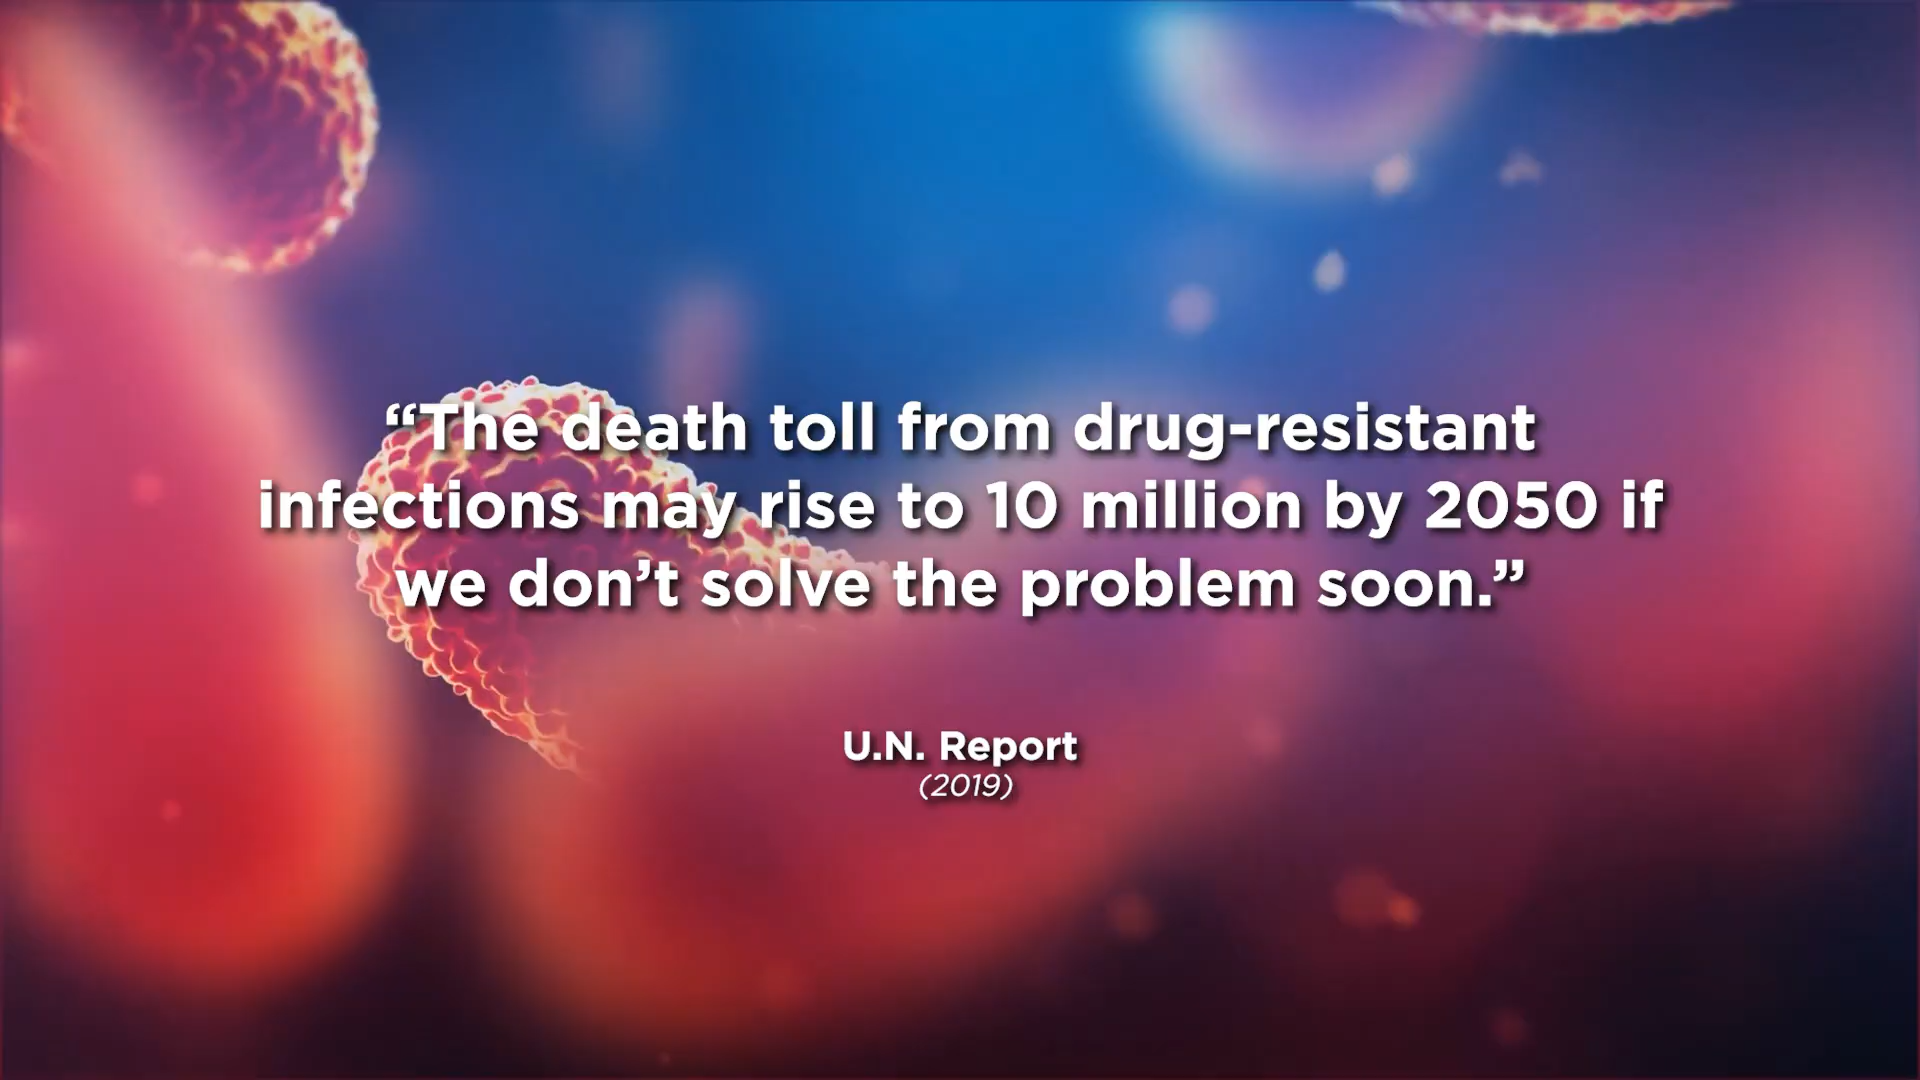 “The death toll from drug-resistant
infections may rise to 10 million by 2050 if
we don’t solve the problem soon.”
U.N. Report
(2019)